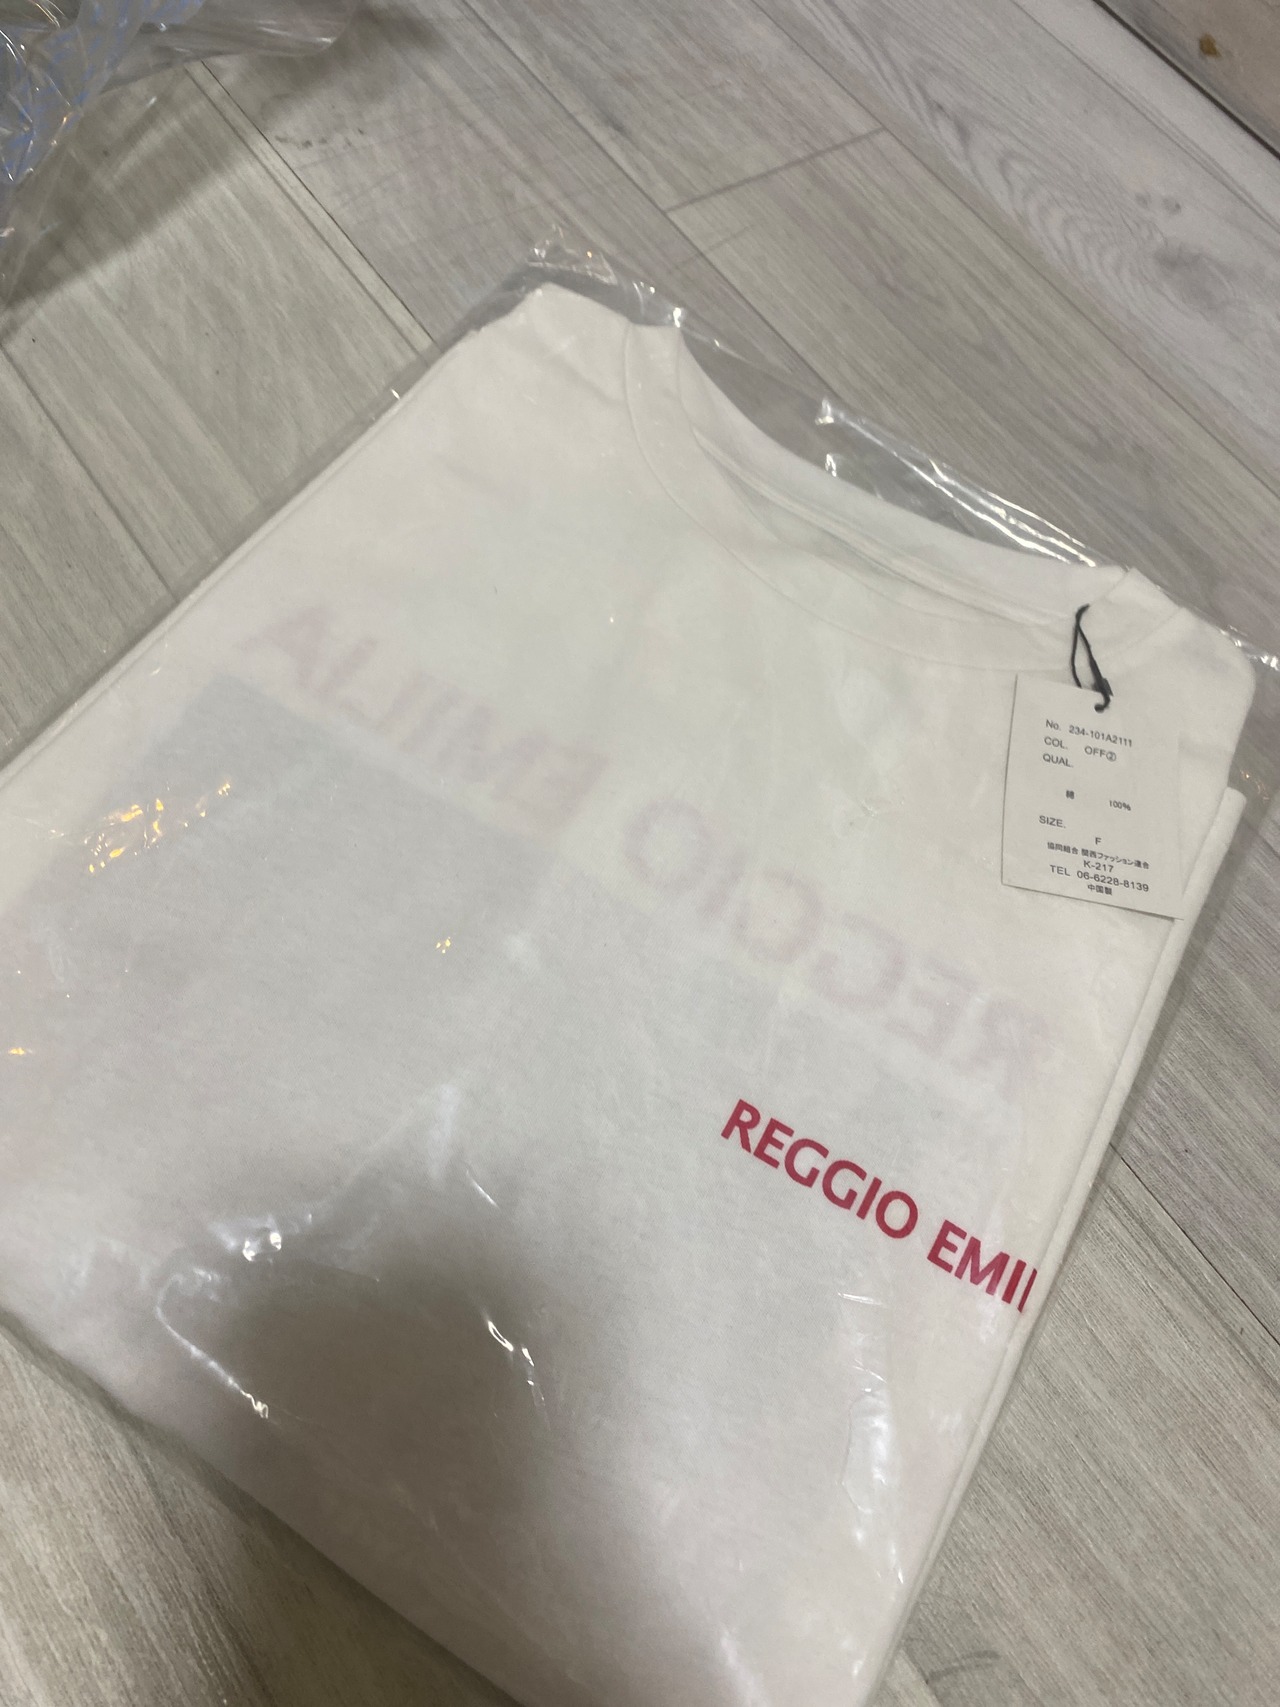 REGGIO EMILIA
No. 234-101A2111
COL. OFF②
QUAL.
綿 100%
SIZE.
F
協同組合 関西ファッション連合
K-217
TEL 06-6228-8139
中国製
REGGIO EMI